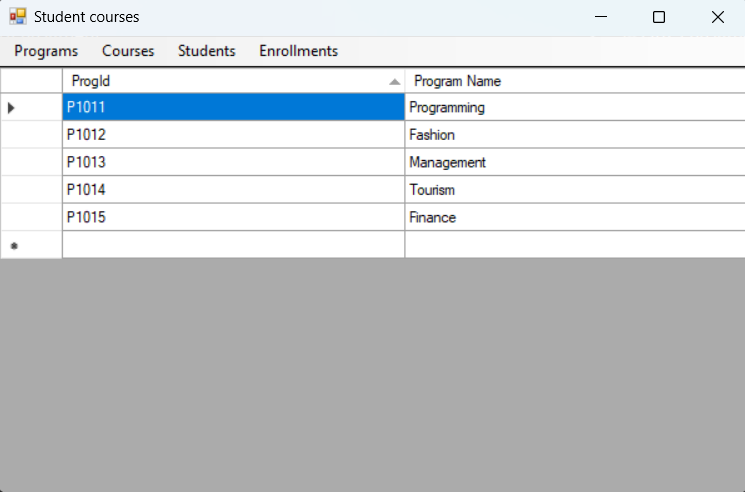 Student courses
Programs Courses Students Enrollments
ProgId Program Name
P1011 Programming
P1012 Fashion
P1013 Management
P1014 Tourism
P1015 Finance